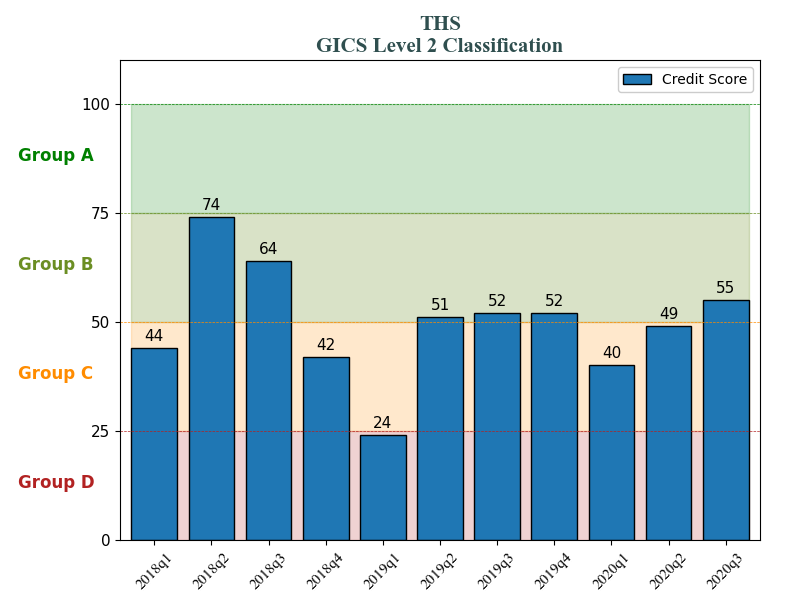 THS
GICS Level 2 Classification
Credit Score
100
Group A
75
Group B
50
Group C
25
Group D
0
44
74
64
42
24
51
52
52
40
49
55
2018q1
2018q2
2018q3
2018q4
2019q1
2019q2
2019q3
2019q4
2020q1
2020q2
2020q3